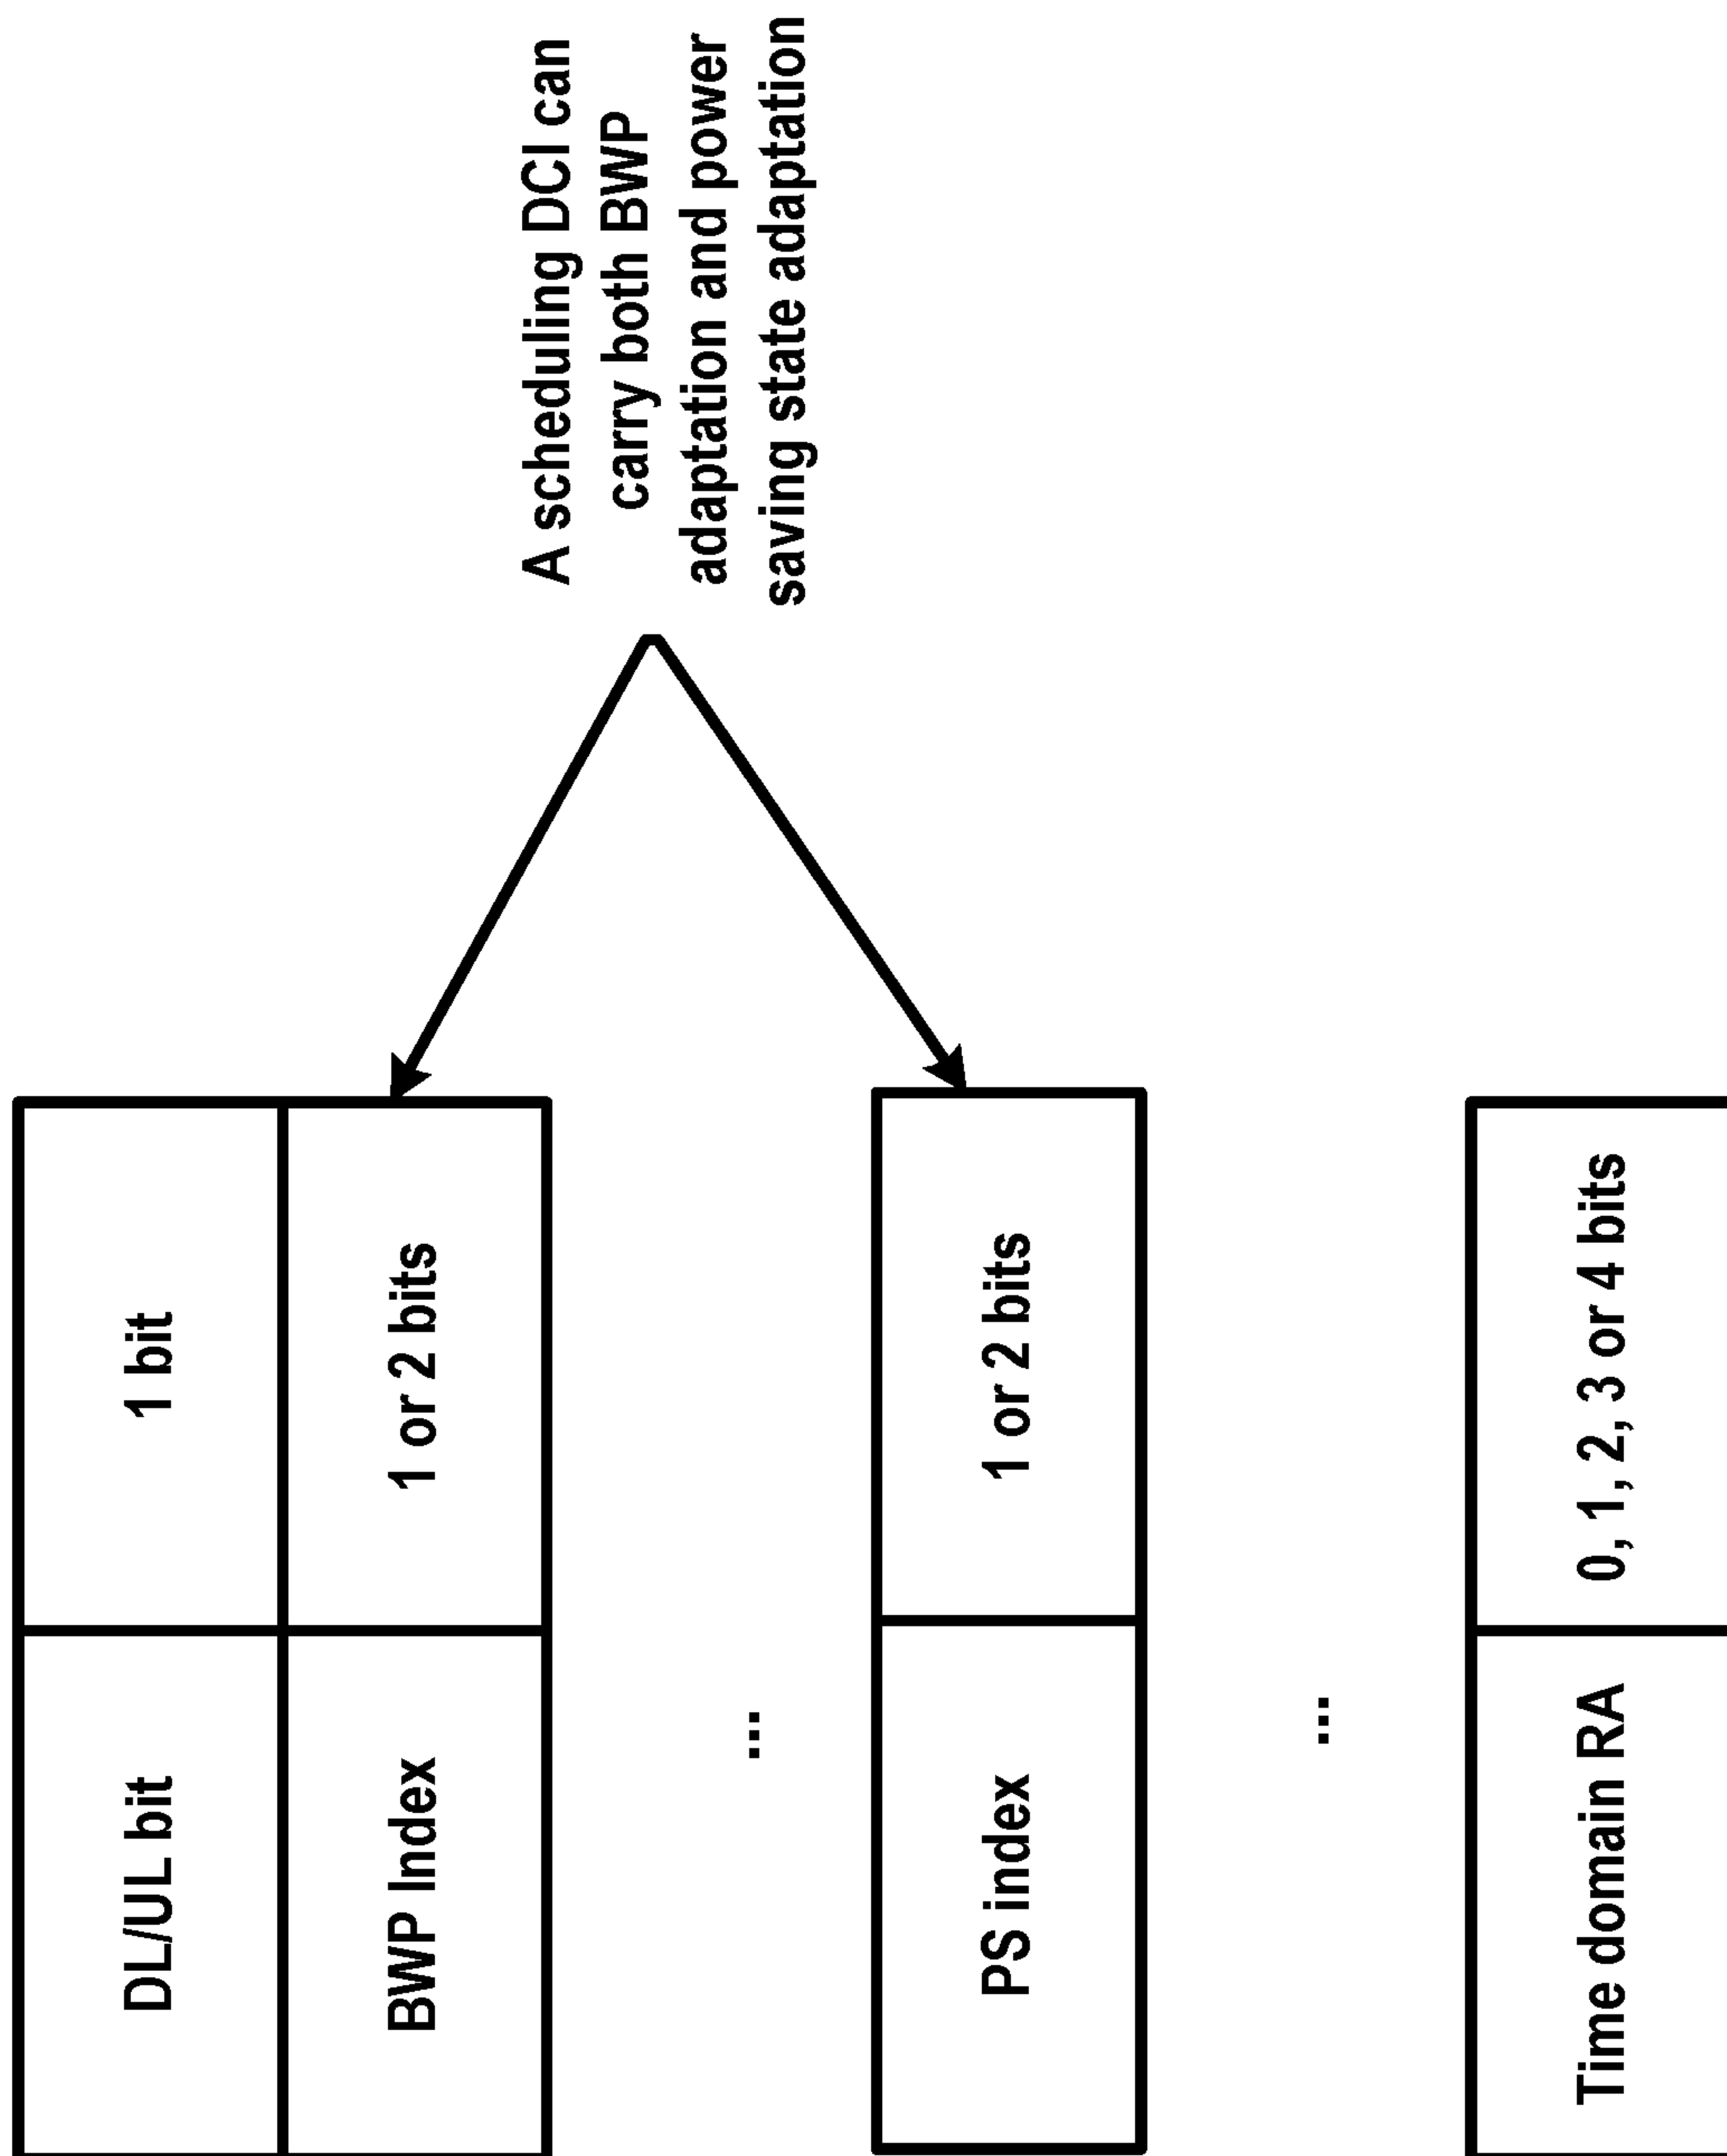 DL/UL bit
1 bit
BWP Index
1 or 2 bits
A scheduling DCI can
carry both BWP
adaptation and power
saving state adaptation
...
PS index
1 or 2 bits
...
Time domain RA
0, 1, 2, 3 or 4 bits